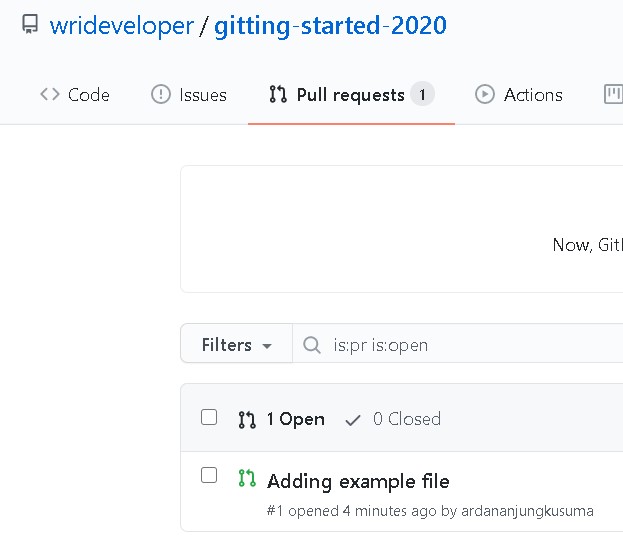 wrideveloper / gitting-started-2020
Code Issues Pull requests 1 Actions
Now,
Filters is:pr is:open
1 Open 0 Closed
Adding example file
#1 opened 4 minutes ago by ardananjungkusuma